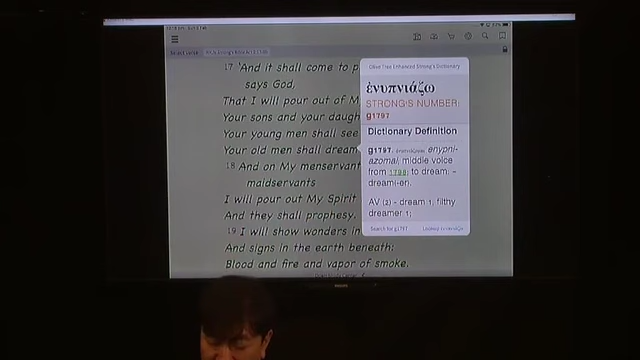 17 'And it shall come to p
says God,
That I will pour out of M
Your sons and your daugh
Your young men shall see
Your old men shall dream
18 And on My menservant
maidservants
I will pour out My Spirit
And they shall prophesy.
19 I will show wonders in
And signs in the earth beneath:
Blood and fire and vapor of smoke.
Olive Tree Enhanced Strong's Dictionary
ἐνυπνιάζω
STRONG'S NUMBER:
g1797
Dictionary Definition
g1797. enypni-
azomai; middle voice
from 1798; to dream; –
dream(-er).
AV (2) - dream 1, filthy
dreamer 1;
Search for g1797
PHILIPS